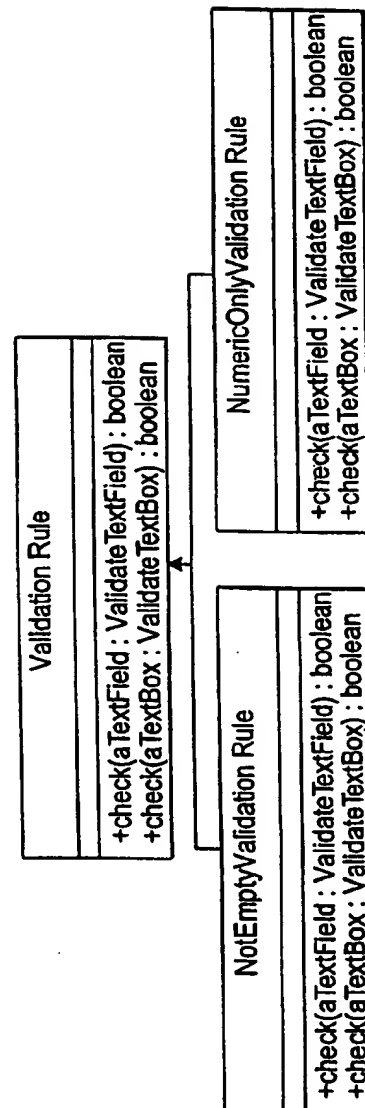 Validation Rule
+check(aTextField : ValidateTextField) : boolean
+check(aTextBox : ValidateTextBox) : boolean
NotEmptyValidation Rule
+check(aTextField : ValidateTextField) : boolean
+check(aTextBox : ValidateTextBox) : boolean
NumericOnlyValidation Rule
+check(aTextField : ValidateTextField) : boolean
+check(aTextBox : ValidateTextBox) : boolean